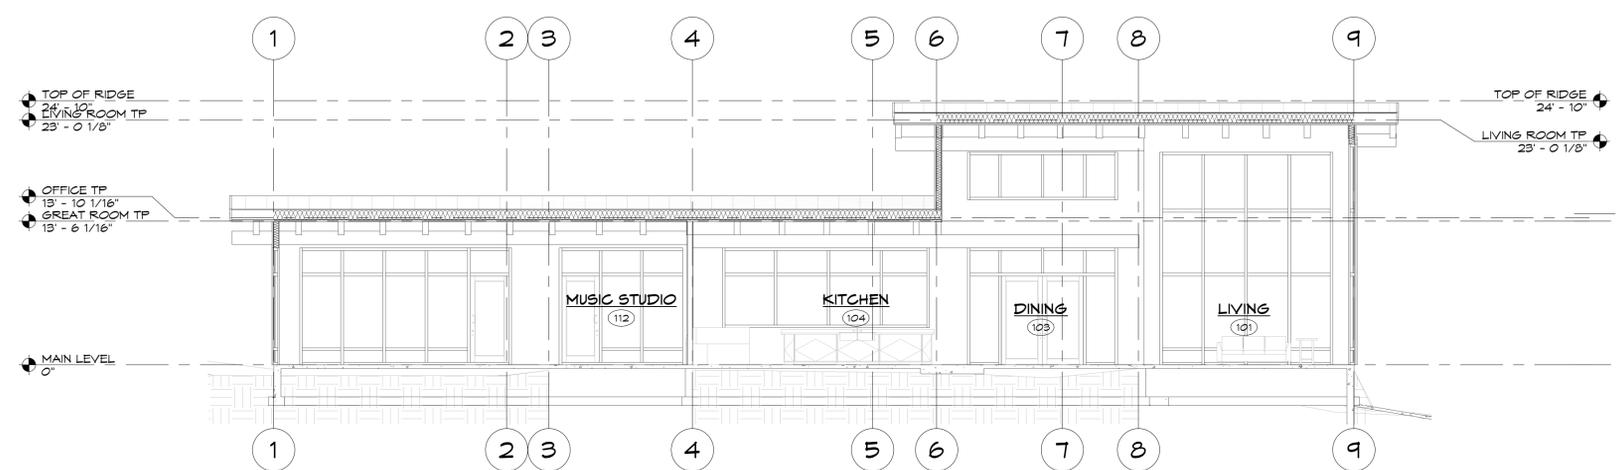 1 2 3 4 5 6 7 8 9
TOP OF RIDGE
24' - 10"
LIVING ROOM TP
23' - 0 1/8"
TOP OF RIDGE
24' - 10"
LIVING ROOM TP
23' - 0 1/8"
OFFICE TP
13' - 10 1/16"
GREAT ROOM TP
13' - 6 1/16"
MUSIC STUDIO
112
KITCHEN
104
DINING
103
LIVING
101
MAIN LEVEL
0"
1 2 3 4 5 6 7 8 9